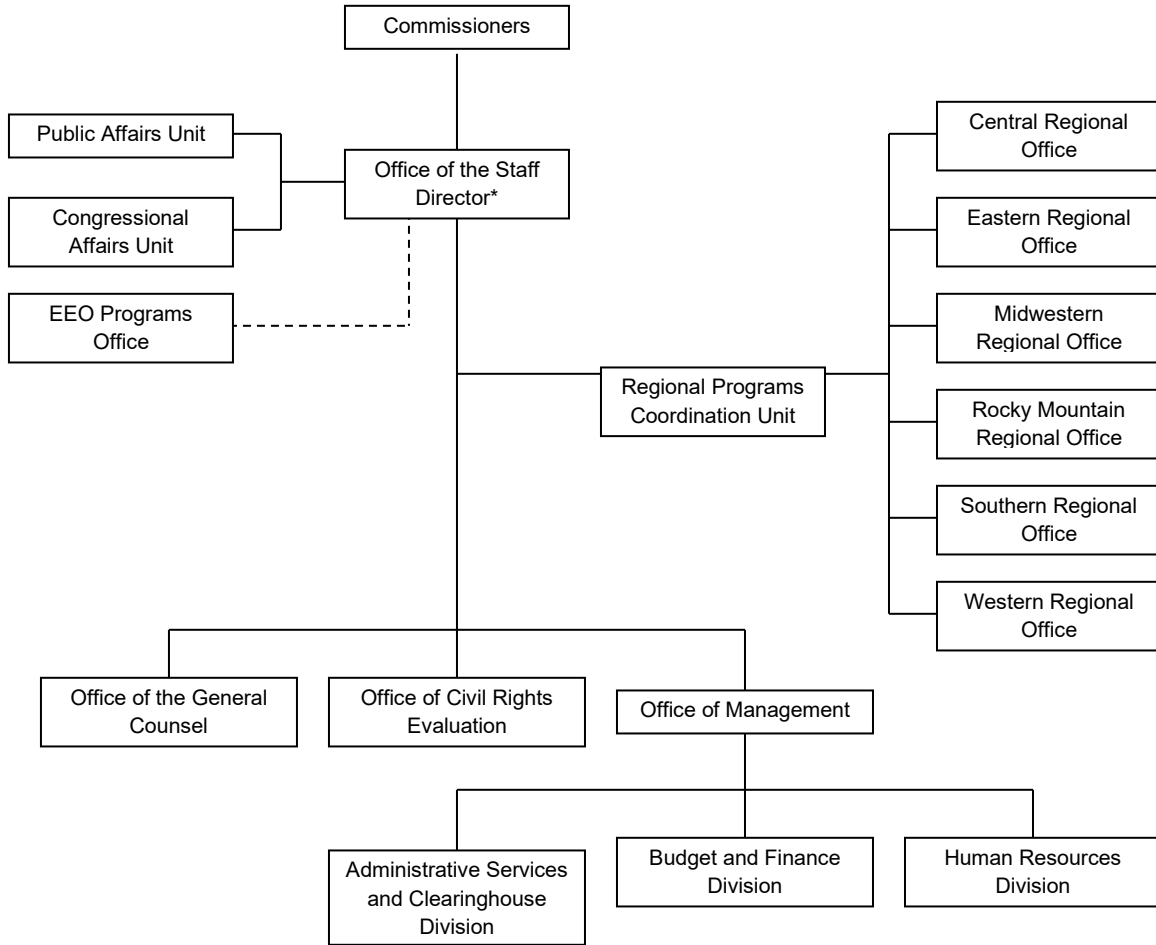 Commissioners
Public Affairs Unit
Central Regional
Office
Office of the Staff
Director*
Congressional
Affairs Unit
Eastern Regional
Office
EEO Programs
Office
Midwestern
Regional Office
Regional Programs
Coordination Unit
Rocky Mountain
Regional Office
Southern Regional
Office
Western Regional
Office
Office of the General
Counsel
Office of Civil Rights
Evaluation
Office of Management
Administrative Services
and Clearinghouse
Division
Budget and Finance
Division
Human Resources
Division